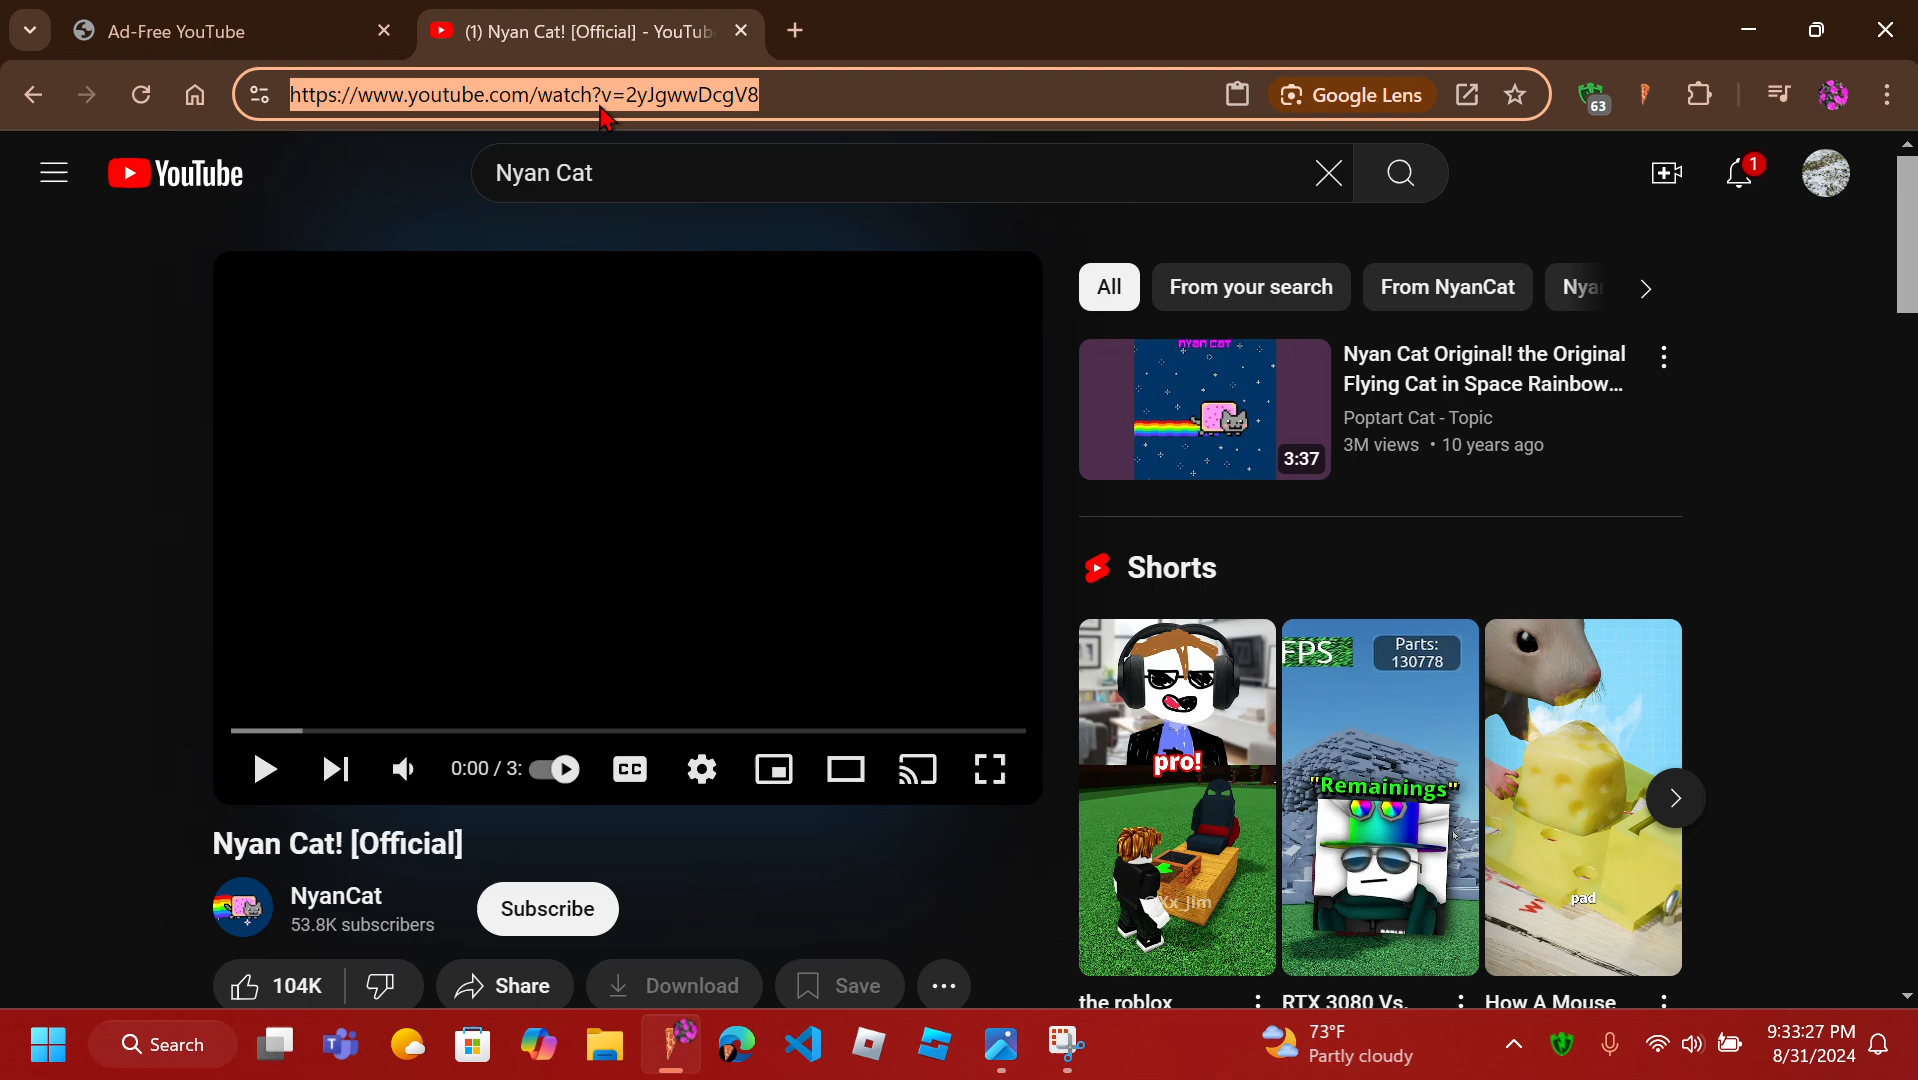 Ad-Free YouTube
(1) Nyan Cat! [Official] - YouTub
https://www.youtube.com/watch?v=2yJgwwDcgV8
Google Lens
63
YouTube
Nyan Cat
1
All
From your search
From NyanCat
Nya
NYAN CAT
3:37
Nyan Cat Original! the Original
Flying Cat in Space Rainbow...
Poptart Cat - Topic
3M views • 10 years ago
Shorts
pro!
Xx_Jim
FPS
Parts:
130778
"Remainings"
pad
0:00 / 3:
CC
Nyan Cat! [Official]
NyanCat
53.8K subscribers
Subscribe
104K
Share
Download
Save
the roblox
RTX 3080 Vs.
How A Mouse
Search
73°F
Partly cloudy
9:33:27 PM
8/31/2024